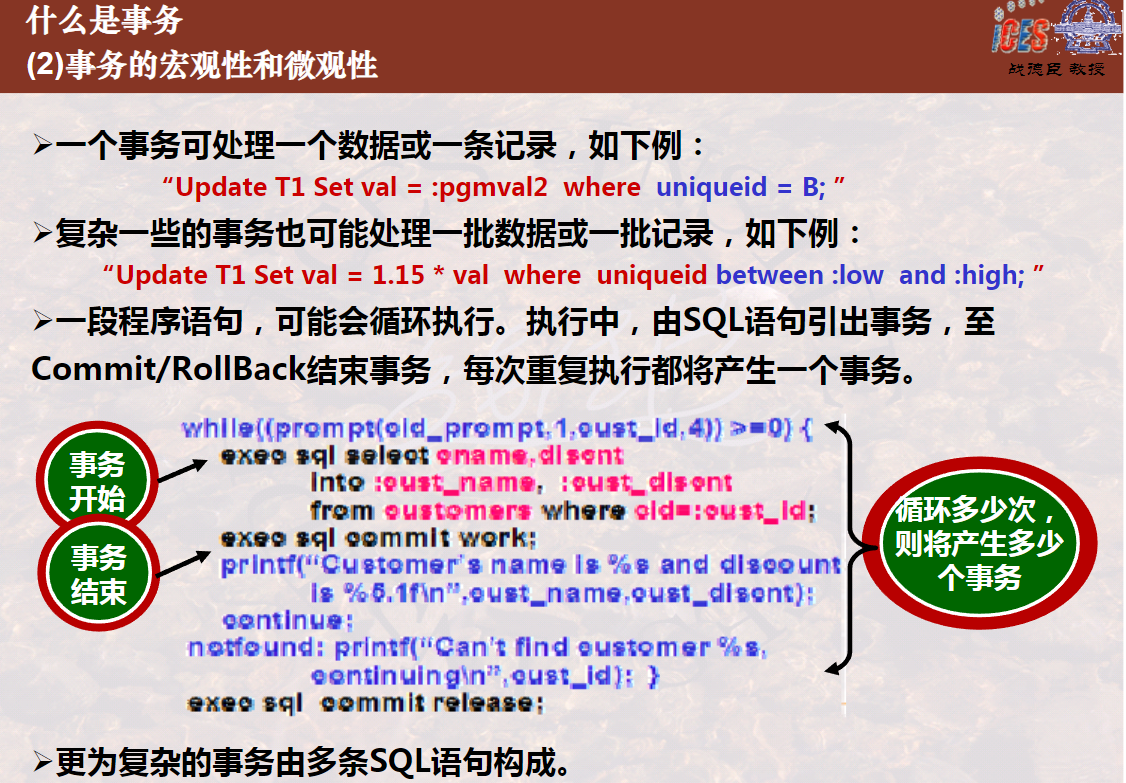 什么是事务
(2)事务的宏观性和微观性
iCES
战德臣 教授
➢一个事务可处理一个数据或一条记录，如下例：
“Update T1 Set val = :pgmval2 where uniqueid = B; ”
➢复杂一些的事务也可能处理一批数据或一批记录，如下例：
“Update T1 Set val = 1.15 * val where uniqueid between :low and :high; ”
➢一段程序语句，可能会循环执行。执行中，由SQL语句引出事务，至
Commit/RollBack结束事务，每次重复执行都将产生一个事务。
事务
开始
事务
结束
while((prompt(cid_prompt,1,cust_id,4)) >=0) {
exec sql select cname,discnt
into :cust_name, :cust_discnt
from customers where cid=:cust_id;
exec sql commit work;
printf(“Customer's name is %s and discount
is %5.1f\n”,cust_name,cust_discnt);
continue;
notfound: printf(“Can't find customer %s,
continuing\n”,cust_id); }
exec sql commit release;
循环多少次，
则将产生多少
个事务
➢更为复杂的事务由多条SQL语句构成。